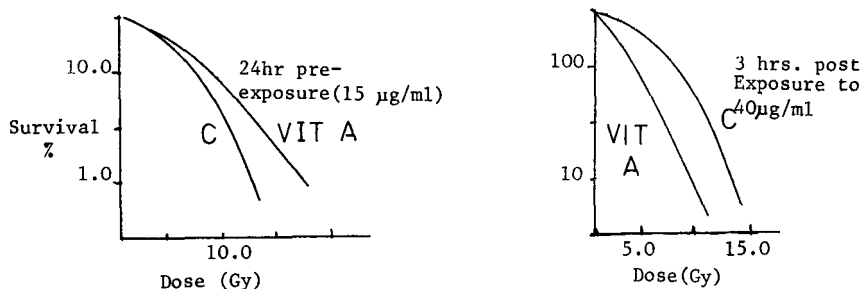 24hr pre-
exposure(15 µg/ml)
10.0
Survival
%
C
VIT A
1.0
10.0
Dose (Gy)
3 hrs. post
Exposure to
40µg/ml
100
C
VIT
A
10
5.0
15.0
Dose(Gy)